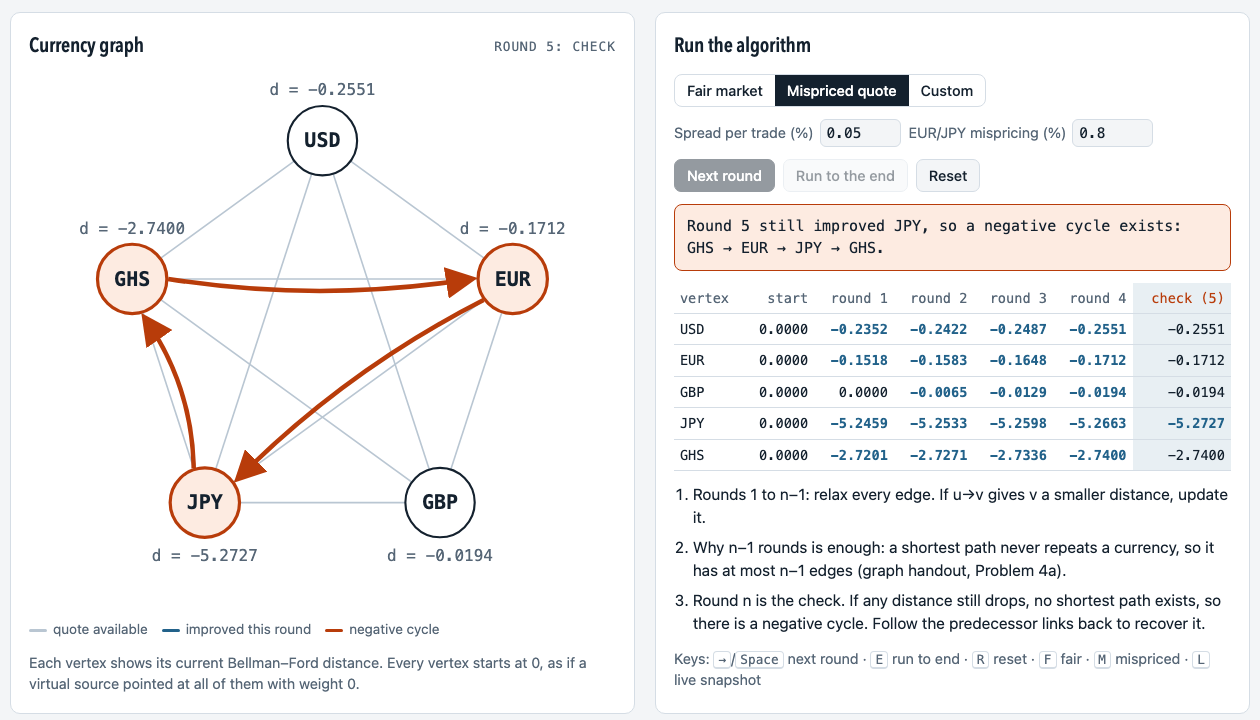 Currency graph
ROUND 5: CHECK
d = −0.2551
USD
d = −2.7400
d = −0.1712
GHS
EUR
JPY
GBP
d = −5.2727
d = −0.0194
quote available
improved this round
negative cycle
Each vertex shows its current Bellman–Ford distance. Every vertex starts at 0, as if a
virtual source pointed at all of them with weight 0.
Run the algorithm
Fair market
Mispriced quote
Custom
Spread per trade (%) 0.05 EUR/JPY mispricing (%) 0.8
Next round
Run to the end
Reset
Round 5 still improved JPY, so a negative cycle exists:
GHS → EUR → JPY → GHS.
vertex start round 1 round 2 round 3 round 4 check (5)
USD 0.0000 −0.2352 −0.2422 −0.2487 −0.2551 −0.2551
EUR 0.0000 −0.1518 −0.1583 −0.1648 −0.1712 −0.1712
GBP 0.0000 0.0000 −0.0065 −0.0129 −0.0194 −0.0194
JPY 0.0000 −5.2459 −5.2533 −5.2598 −5.2663 −5.2727
GHS 0.0000 −2.7201 −2.7271 −2.7336 −2.7400 −2.7400
1. Rounds 1 to n−1: relax every edge. If u→v gives v a smaller distance, update
it.
2. Why n−1 rounds is enough: a shortest path never repeats a currency, so it
has at most n−1 edges (graph handout, Problem 4a).
3. Round n is the check. If any distance still drops, no shortest path exists, so
there is a negative cycle. Follow the predecessor links back to recover it.
Keys: →/Space next round · E run to end · R reset · F fair · M mispriced · L
live snapshot